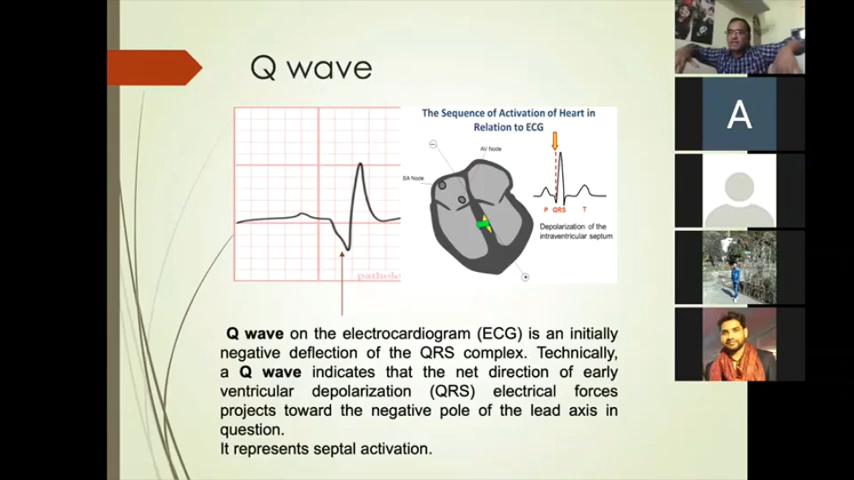 Q wave
The Sequence of Activation of Heart in
Relation to ECG
AV Node
SA Node
P QRS T
Depolarization of the
intraventricular septum
Q wave on the electrocardiogram (ECG) is an initially
negative deflection of the QRS complex. Technically,
a Q wave indicates that the net direction of early
ventricular depolarization (QRS) electrical forces
projects toward the negative pole of the lead axis in
question.
It represents septal activation.
A